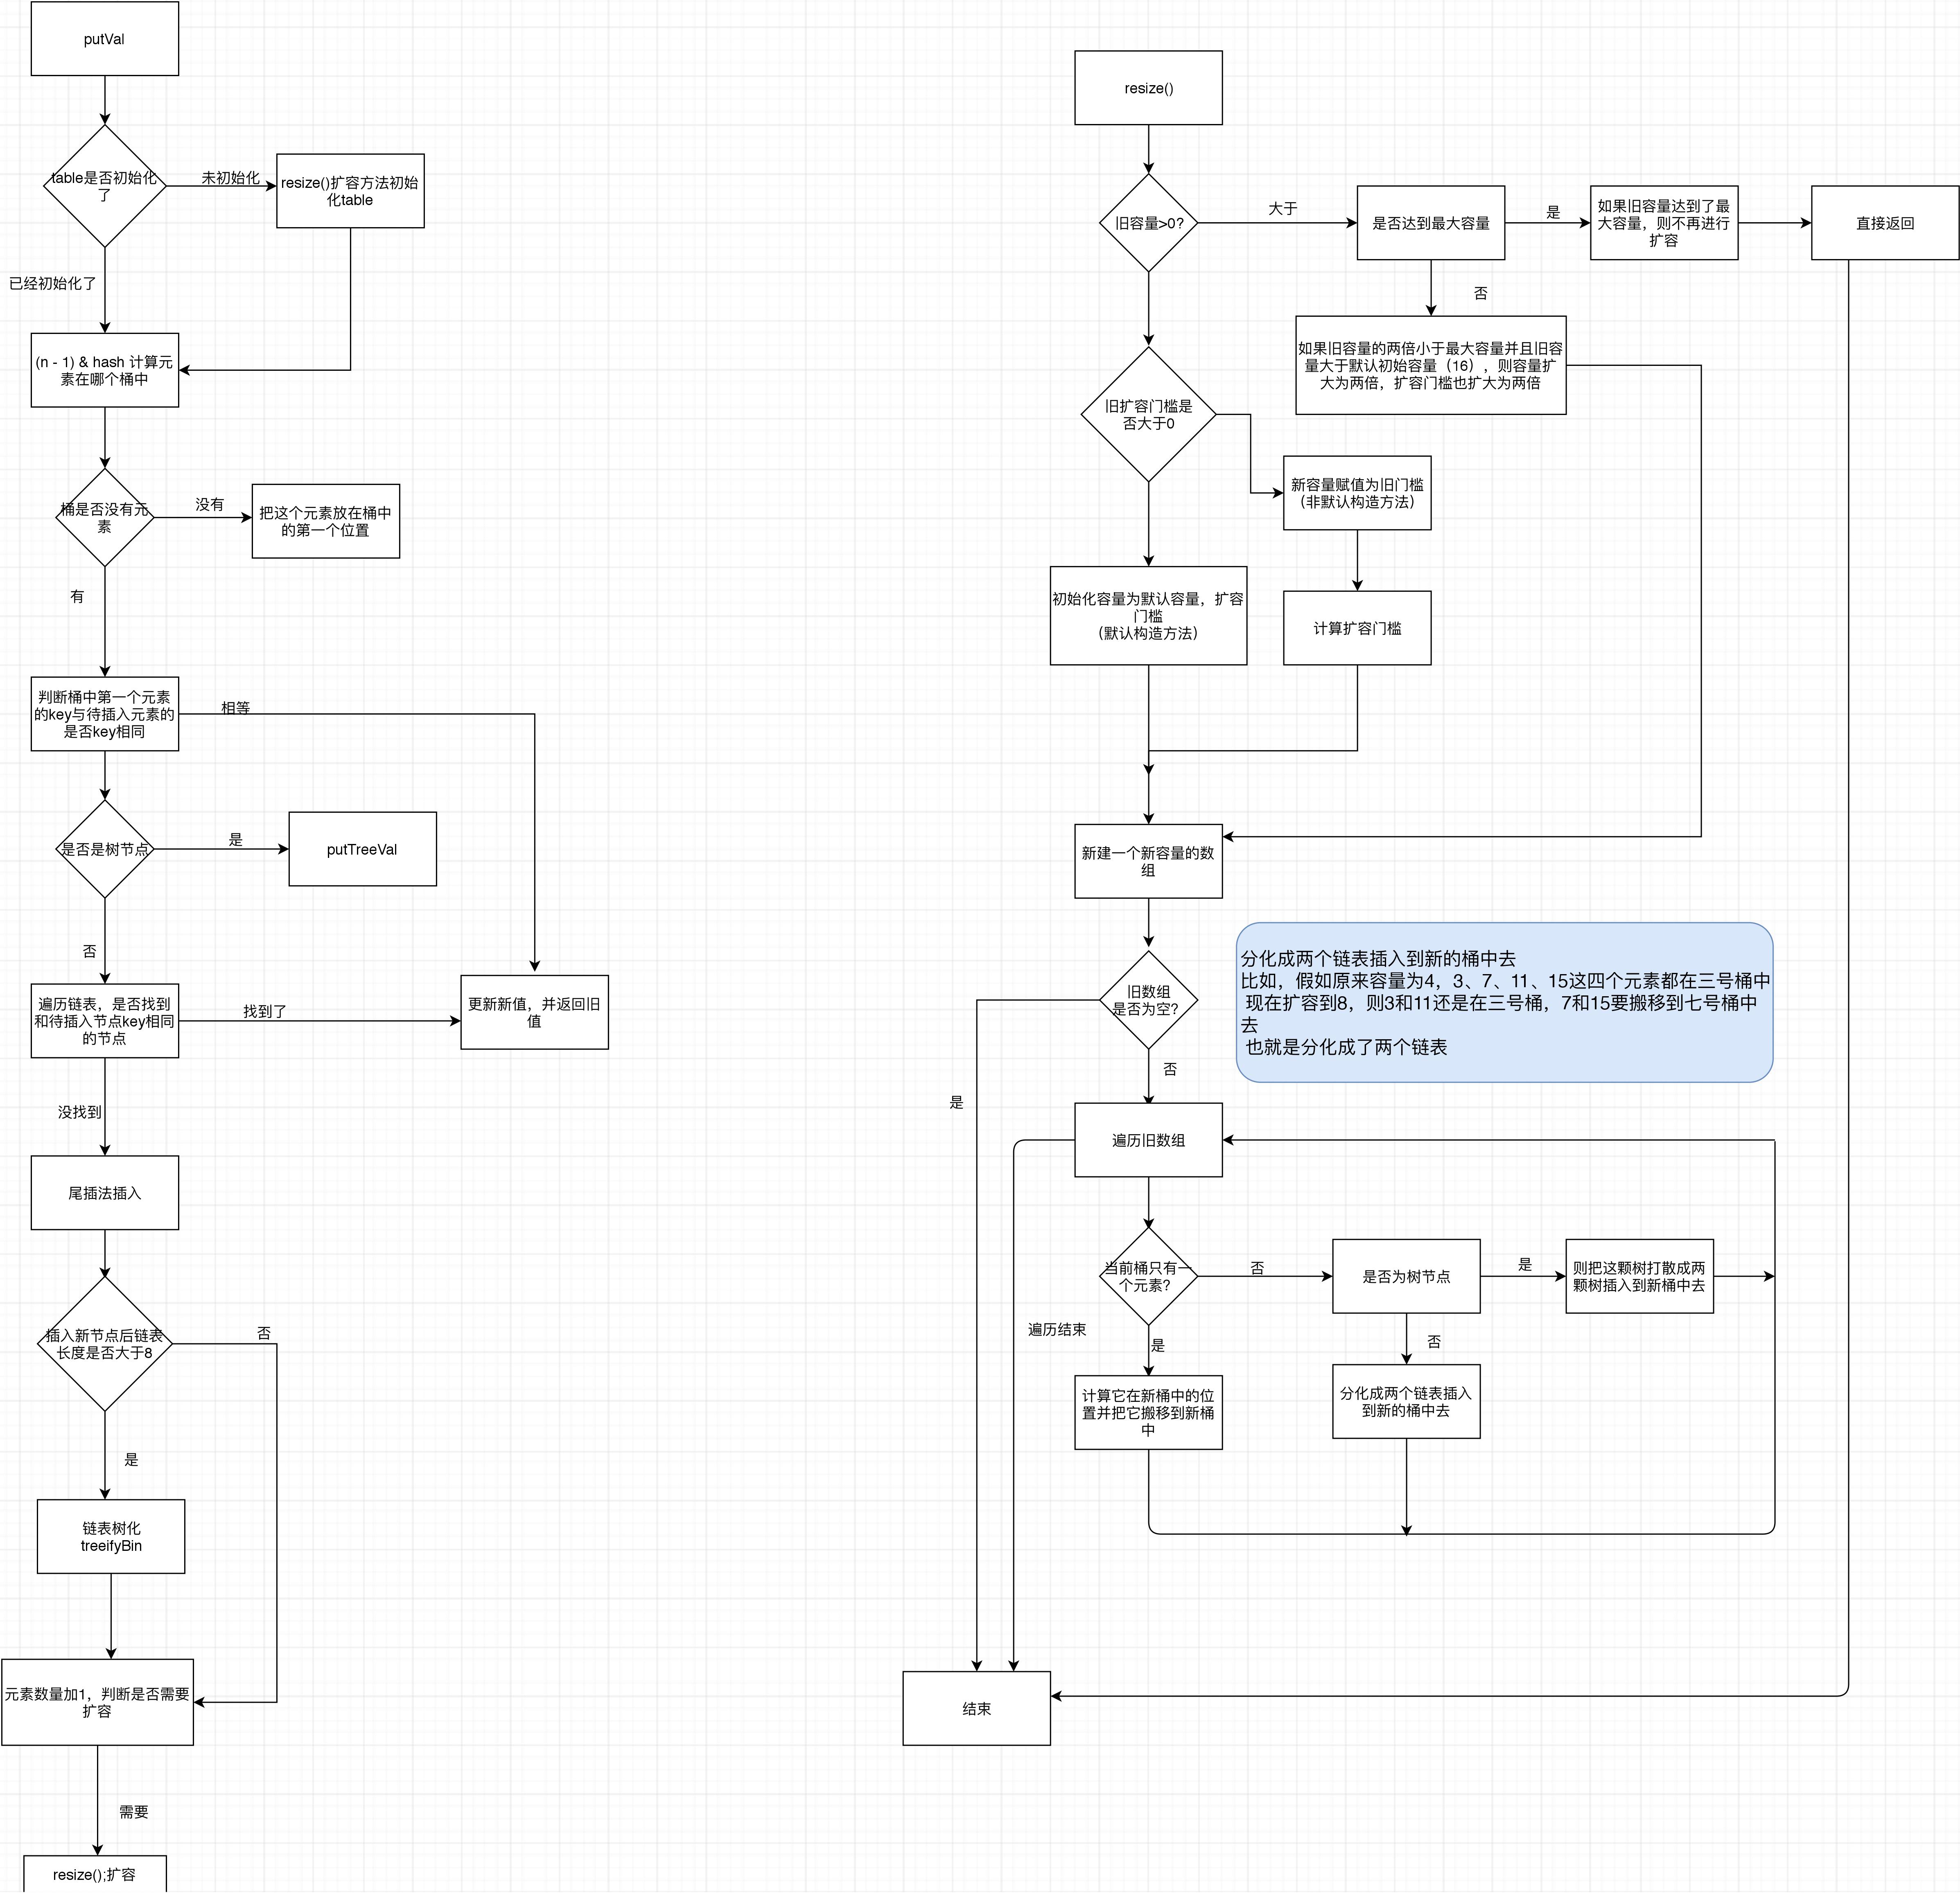 putVal
table是否初始化
了
未初始化
resize()扩容方法初始
化table
已经初始化了
(n - 1) & hash 计算元
素在哪个桶中
桶是否没有元
素
没有
把这个元素放在桶中
的第一个位置
有
判断桶中第一个元素
的key与待插入元素的
是否key相同
相等
是否是树节点
是
putTreeVal
否
遍历链表，是否找到
和待插入节点key相同
的节点
找到了
更新新值，并返回旧
值
没找到
尾插法插入
插入新节点后链表
长度是否大于8
否
是
链表树化
treeifyBin
元素数量加1，判断是否需要
扩容
需要
resize();扩容
resize()
旧容量>0?
大于
是否达到最大容量
是
如果旧容量达到了最
大容量，则不再进行
扩容
直接返回
否
如果旧容量的两倍小于最大容量并且旧容
量大于默认初始容量（16），则容量扩
大为两倍，扩容门槛也扩大为两倍
旧扩容门槛是
否大于0
新容量赋值为旧门槛
（非默认构造方法）
初始化容量为默认容量，扩容
门槛
（默认构造方法）
计算扩容门槛
新建一个新容量的数
组
旧数组
是否为空?
分化成两个链表插入到新的桶中去
比如，假如原来容量为4，3、7、11、15这四个元素都在三号桶中
现在扩容到8，则3和11还是在三号桶，7和15要搬移到七号桶中
去
也就是分化成了两个链表
否
是
遍历旧数组
当前桶只有一
个元素?
否
是否为树节点
是
则把这颗树打散成两
颗树插入到新桶中去
遍历结束
是
否
计算它在新桶中的位
置并把它搬移到新桶
中
分化成两个链表插入
到新的桶中去
结束